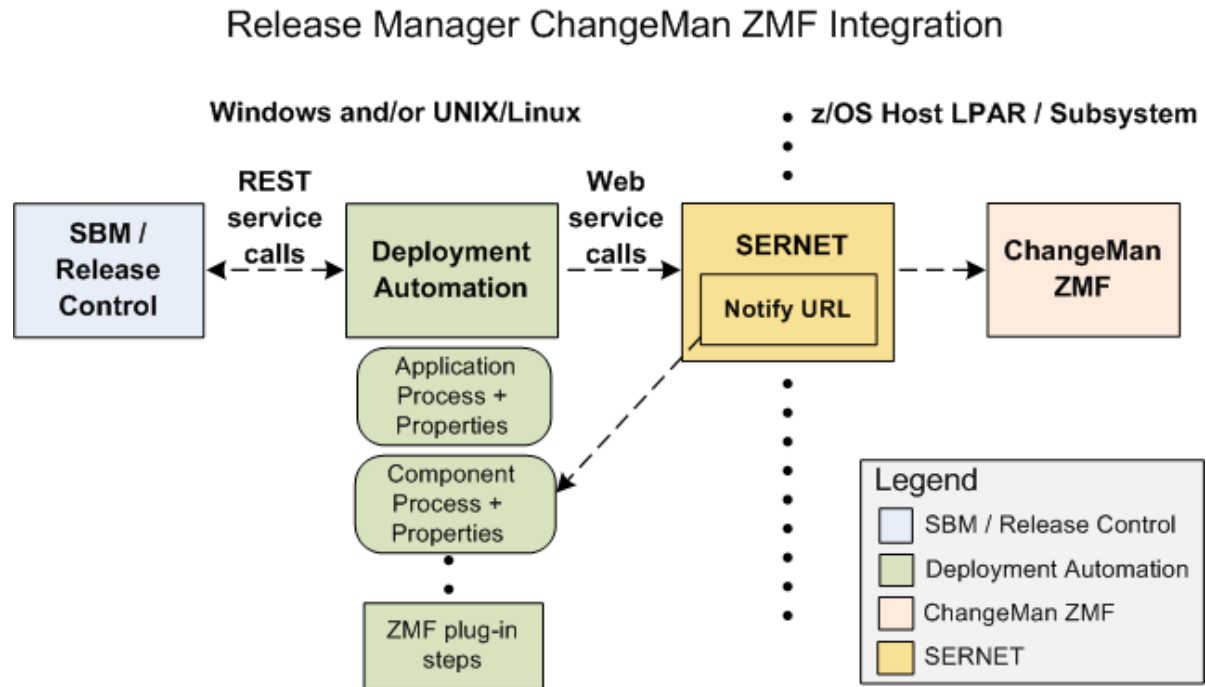 Release Manager ChangeMan ZMF Integration
Windows and/or UNIX/Linux
z/OS Host LPAR / Subsystem
SBM /
Release
Control
REST
service
calls
Deployment
Automation
Web
service
calls
SERNET
Notify URL
ChangeMan
ZMF
Application
Process +
Properties
Component
Process +
Properties
ZMF plug-in
steps
Legend
SBM / Release Control
Deployment Automation
ChangeMan ZMF
SERNET